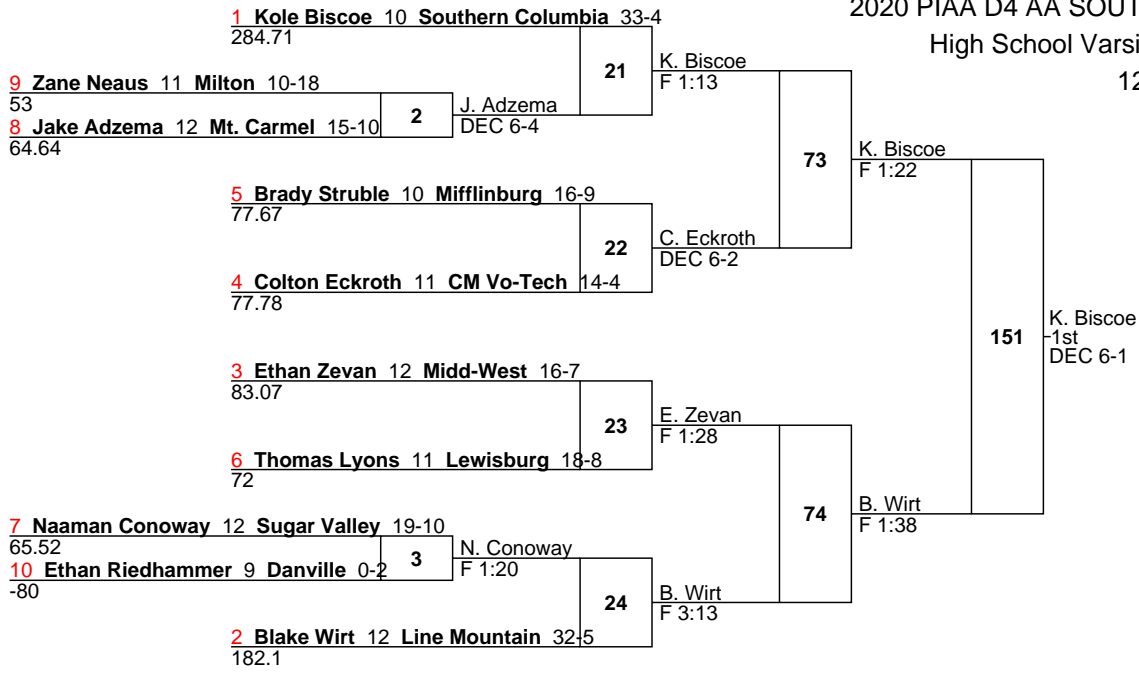 2020 PIAA D4 AA SOUT
High School Varsi
12
1 Kole Biscoe 10 Southern Columbia 33-4
284.71
21
K. Biscoe
F 1:13
9 Zane Neaus 11 Milton 10-18
53
2
J. Adzema
DEC 6-4
8 Jake Adzema 12 Mt. Carmel 15-10
64.64
73
K. Biscoe
F 1:22
5 Brady Struble 10 Mifflinburg 16-9
77.67
22
C. Eckroth
DEC 6-2
4 Colton Eckroth 11 CM Vo-Tech 14-4
77.78
151
K. Biscoe
1st
DEC 6-1
3 Ethan Zevan 12 Midd-West 16-7
83.07
23
E. Zevan
F 1:28
6 Thomas Lyons 11 Lewisburg 18-8
72
74
B. Wirt
F 1:38
7 Naaman Conoway 12 Sugar Valley 19-10
65.52
3
N. Conoway
F 1:20
10 Ethan Riedhammer 9 Danville 0-2
-80
24
B. Wirt
F 3:13
2 Blake Wirt 12 Line Mountain 32-5
182.1